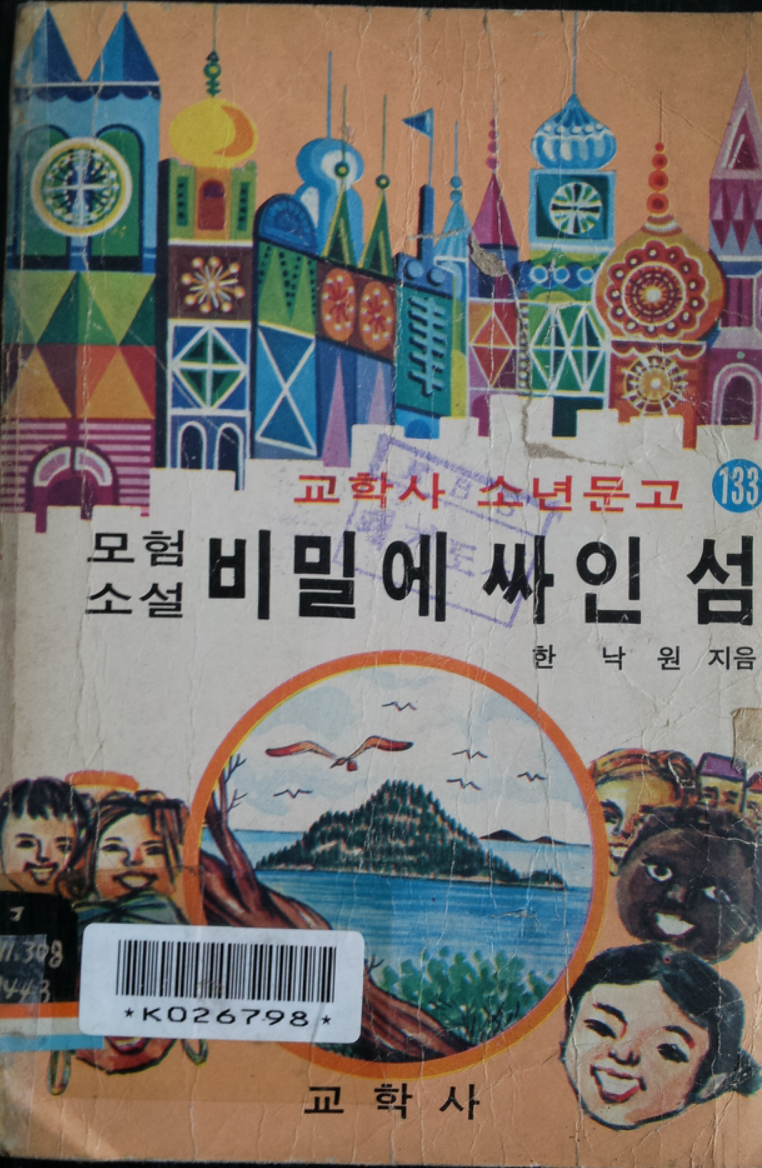 교학사 소년문고 133
모험
소설
비밀에 싸인 섬
한 낙 원 지음
*K026798*
교 학 사